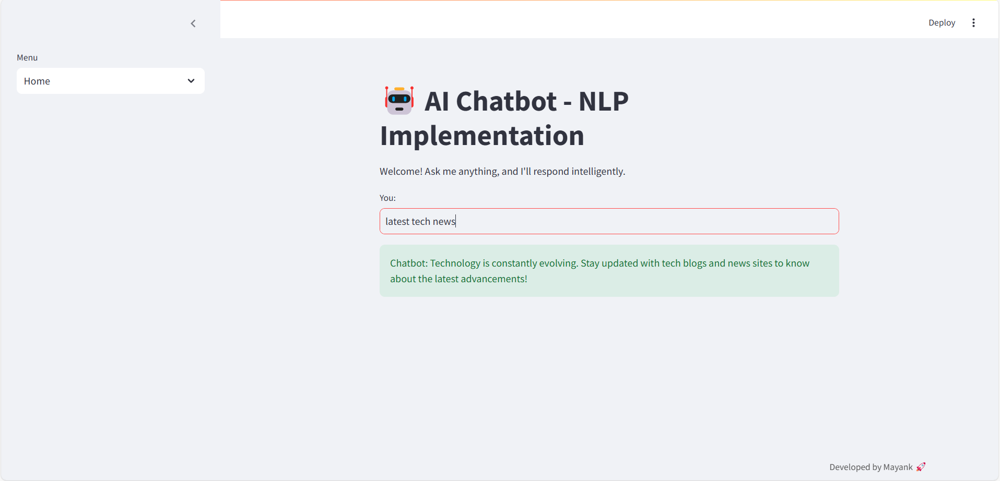 Deploy
Menu
Home
AI Chatbot - NLP
Implementation
Welcome! Ask me anything, and I'll respond intelligently.
You:
latest tech news
Chatbot: Technology is constantly evolving. Stay updated with tech blogs and news sites to know
about the latest advancements!
Developed by Mayank 🚀